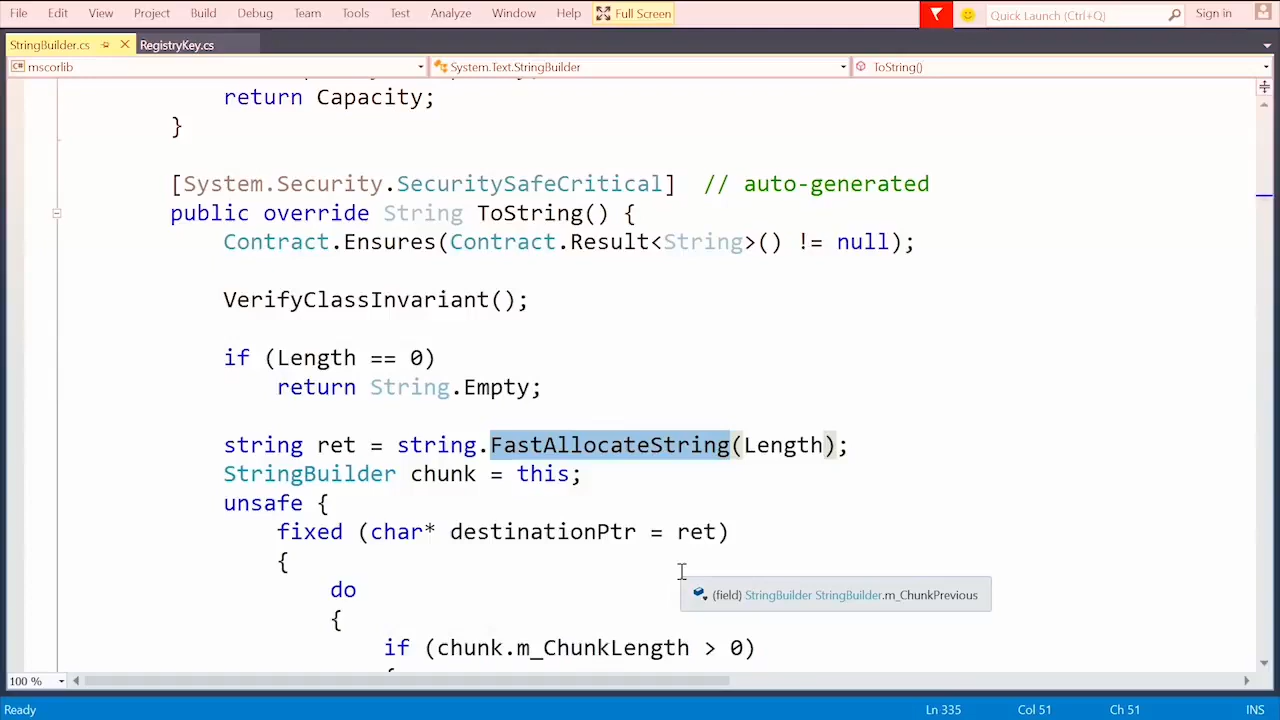 File Edit View Project Build Debug Team Tools Test Analyze Window Help Full Screen Quick Launch (Ctrl+Q) Sign in
StringBuilder.cs RegistryKey.cs
mscorlib System.Text.StringBuilder ToString()
return Capacity;
}
[System.Security.SecuritySafeCritical] // auto-generated
public override String ToString() {
Contract.Ensures(Contract.Result<String>() != null);
VerifyClassInvariant();
if (Length == 0)
return String.Empty;
string ret = string.FastAllocateString(Length);
StringBuilder chunk = this;
unsafe {
fixed (char* destinationPtr = ret)
{
do
(field) StringBuilder StringBuilder.m_ChunkPrevious
{
if (chunk.m_ChunkLength > 0)
100 %
Ready Ln 335 Col 51 Ch 51 INS